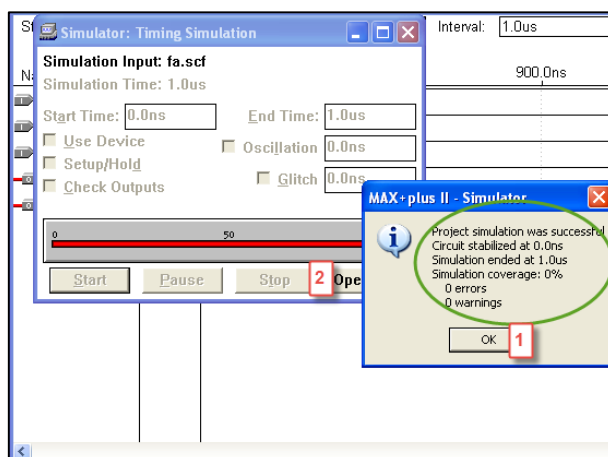 St
Interval: 1.0us
Simulator: Timing Simulation
Simulation Input: fa.scf
Simulation Time: 1.0us
Na
900.0ns
Start Time: 0.0ns
End Time: 1.0us
Use Device
Oscillation 0.0ns
Setup/Hold
Glitch 0.0ns
Check Outputs
0 50
Start Pause Stop 2 Ope
MAX+plus II - Simulator
Project simulation was successful
Circuit stabilized at 0.0ns
Simulation ended at 1.0us
Simulation coverage: 0%
0 errors
0 warnings
OK 1